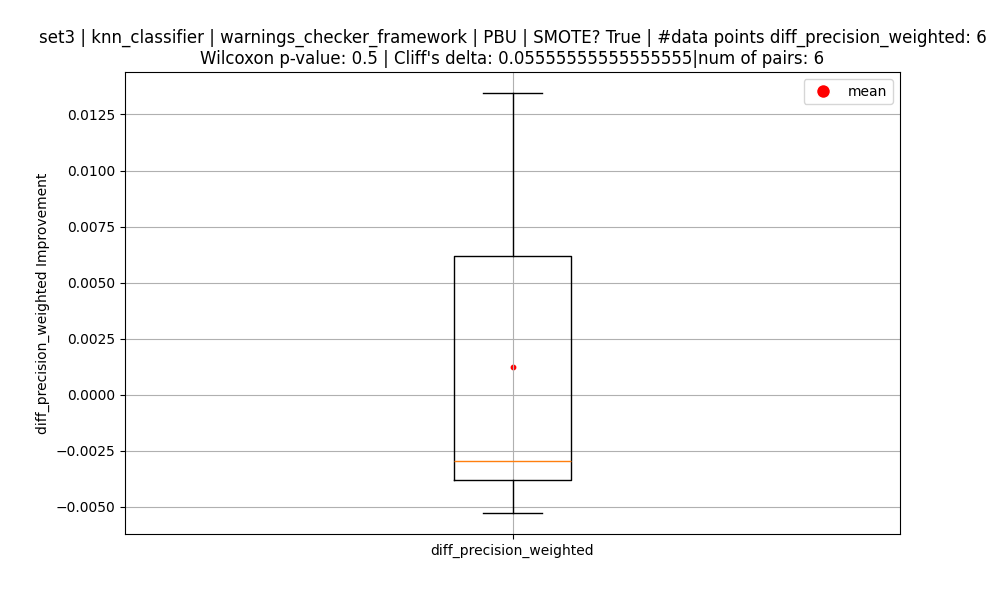 set3 | knn_classifier | warnings_checker_framework | PBU | SMOTE? True | #data points diff_precision_weighted: 6
Wilcoxon p-value: 0.5 | Cliff's delta: 0.05555555555555555|num of pairs: 6
mean
0.0125
0.0100
0.0075
0.0050
0.0025
0.0000
−0.0025
−0.0050
diff_precision_weighted Improvement
diff_precision_weighted